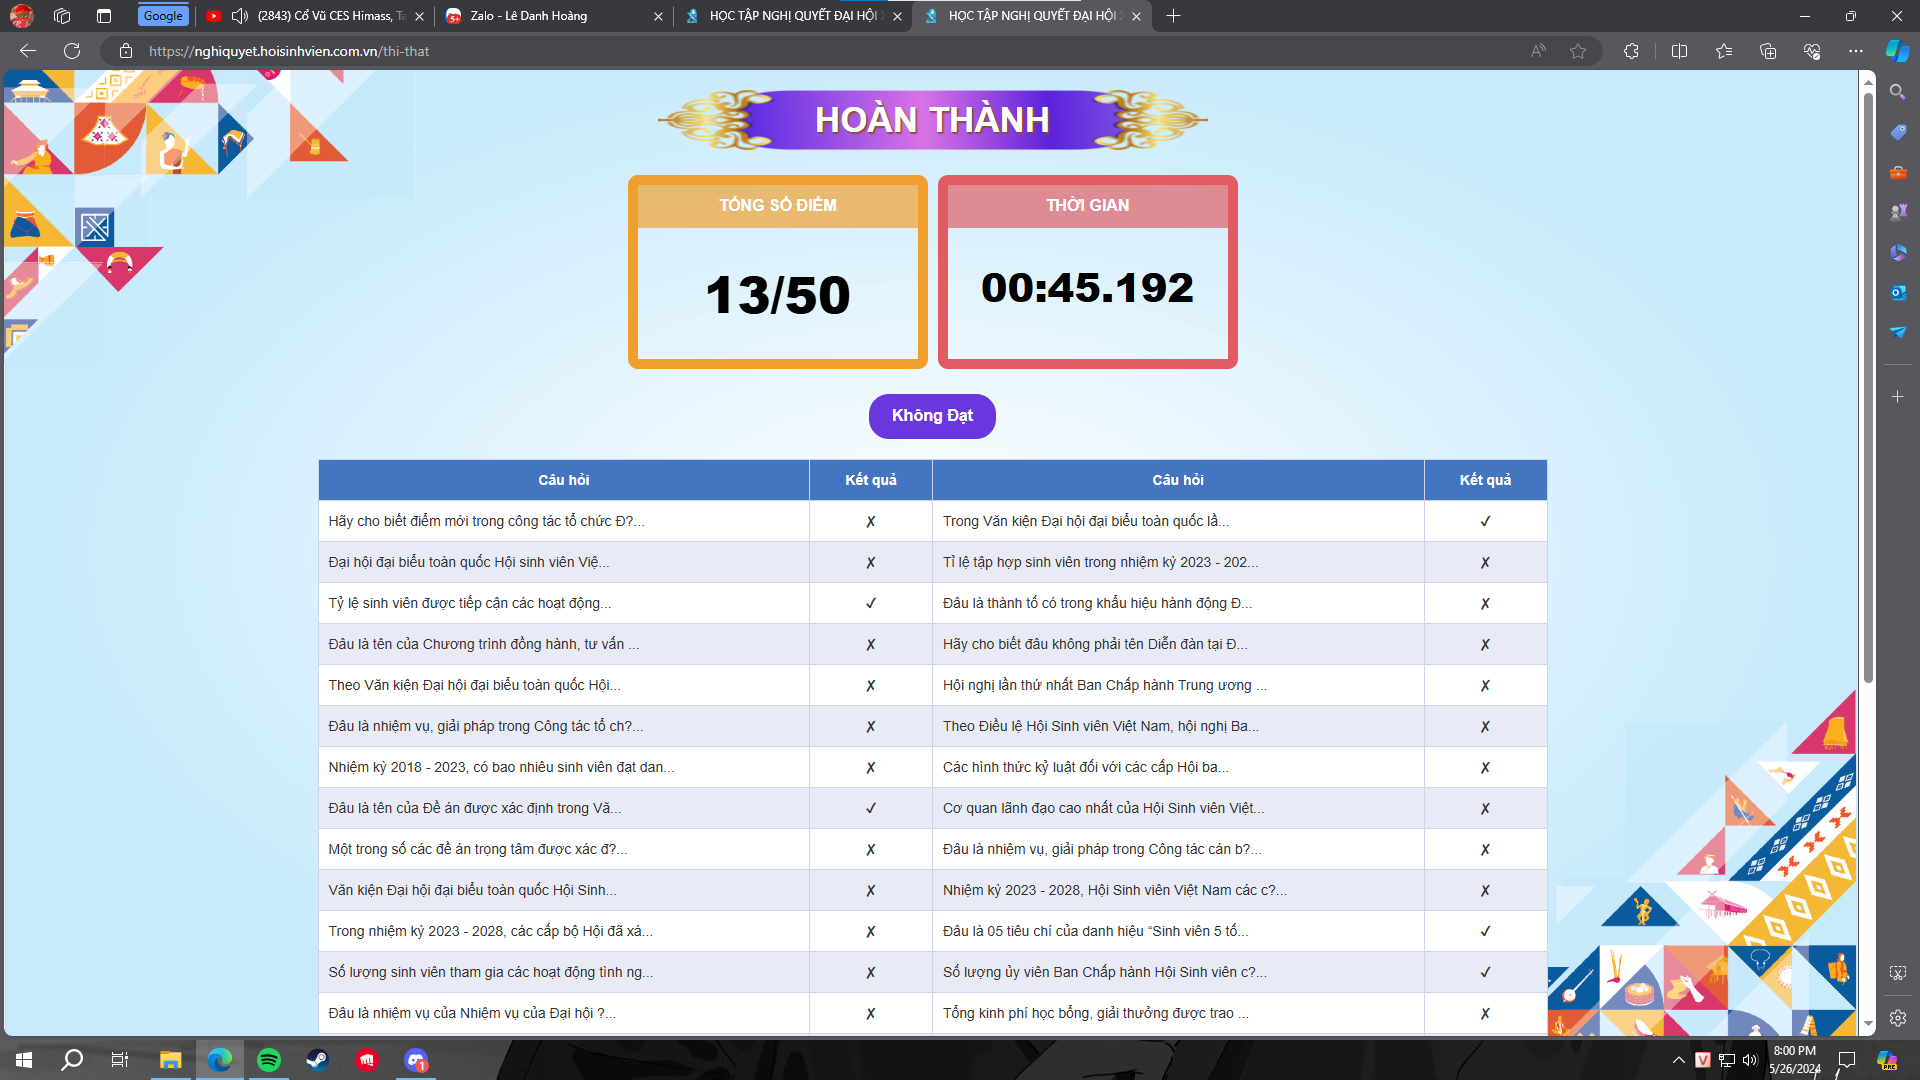 Google
(2843) Cổ Vũ CES Himass, Ta
Zalo - Lê Danh Hoàng
HỌC TẬP NGHỊ QUYẾT ĐẠI HỘI X
HỌC TẬP NGHỊ QUYẾT ĐẠI HỘI X
https://nghiquyet.hoisinhvien.com.vn/thi-that
HOÀN THÀNH
TỔNG SỐ ĐIỂM
THỜI GIAN
13/50
00:45.192
Không Đạt
Câu hỏi Kết quả Câu hỏi Kết quả
Hãy cho biết điểm mới trong công tác tổ chức Đ?... ✗ Trong Văn kiện Đại hội đại biểu toàn quốc lầ... ✓
Đại hội đại biểu toàn quốc Hội sinh viên Việ... ✗ Tỉ lệ tập hợp sinh viên trong nhiệm kỳ 2023 - 202... ✗
Tỷ lệ sinh viên được tiếp cận các hoạt động... ✓ Đâu là thành tố có trong khẩu hiệu hành động Đ... ✗
Đâu là tên của Chương trình đồng hành, tư vấn ... ✗ Hãy cho biết đâu không phải tên Diễn đàn tại Đ... ✗
Theo Văn kiện Đại hội đại biểu toàn quốc Hội... ✗ Hội nghị lần thứ nhất Ban Chấp hành Trung ương ... ✗
Đâu là nhiệm vụ, giải pháp trong Công tác tổ ch?... ✗ Theo Điều lệ Hội Sinh viên Việt Nam, hội nghị Ba... ✗
Nhiệm kỳ 2018 - 2023, có bao nhiêu sinh viên đạt dan... ✗ Các hình thức kỷ luật đối với các cấp Hội ba... ✗
Đâu là tên của Đề án được xác định trong Vă... ✓ Cơ quan lãnh đạo cao nhất của Hội Sinh viên Việt... ✗
Một trong số các đề án trọng tâm được xác đ?... ✗ Đâu là nhiệm vụ, giải pháp trong Công tác cán b?... ✗
Văn kiện Đại hội đại biểu toàn quốc Hội Sinh... ✗ Nhiệm kỳ 2023 - 2028, Hội Sinh viên Việt Nam các c?... ✗
Trong nhiệm kỳ 2023 - 2028, các cấp bộ Hội đã xá... ✗ Đâu là 05 tiêu chí của danh hiệu “Sinh viên 5 tố... ✓
Số lượng sinh viên tham gia các hoạt động tình ng... ✗ Số lượng ủy viên Ban Chấp hành Hội Sinh viên c?... ✓
Đâu là nhiệm vụ của Nhiệm vụ của Đại hội ?... ✗ Tổng kinh phí học bổng, giải thưởng được trao ... ✗
8:00 PM
5/26/2024